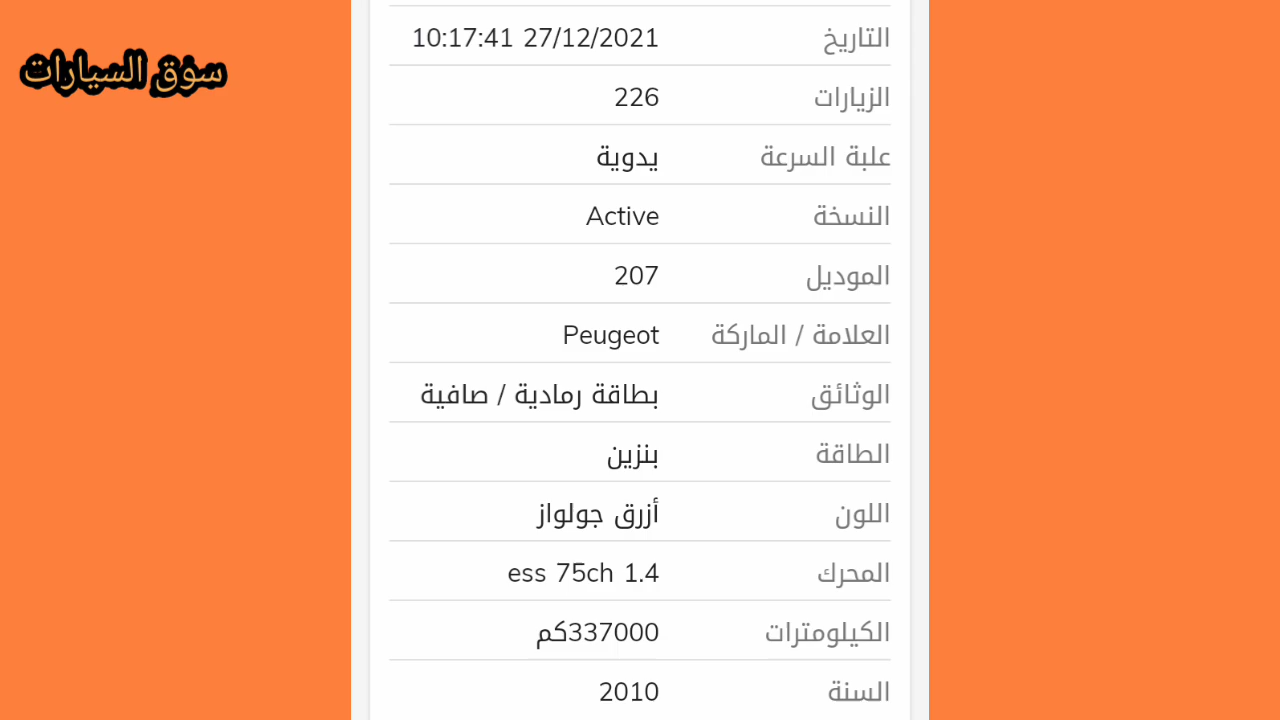 سوق السيارات
التاريخ 27/12/2021 10:17:41
الزيارات 226
علبة السرعة يدوية
النسخة Active
الموديل 207
العلامة / الماركة Peugeot
الوثائق بطاقة رمادية / صافية
الطاقة بنزين
اللون أزرق جولواز
المحرك 1.4 ess 75ch
الكيلومترات 337000كم
السنة 2010